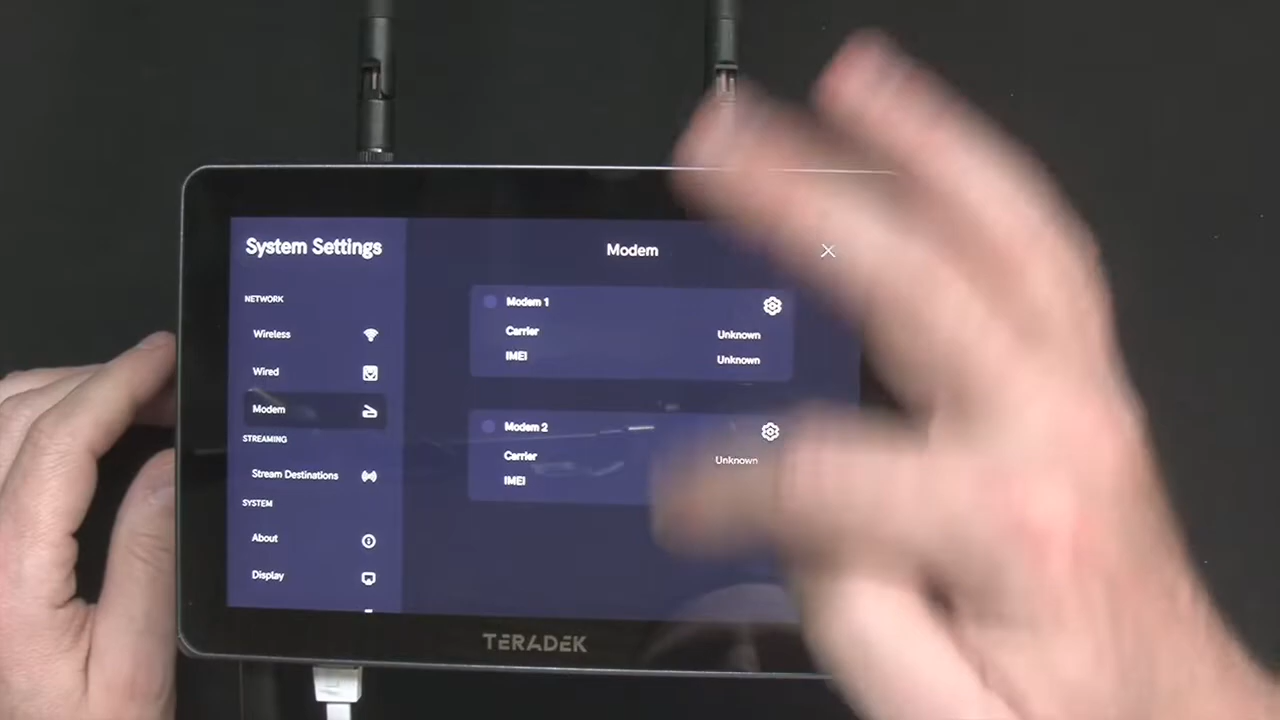 System Settings
NETWORK
Wireless
Wired
Modem
STREAMING
Stream Destinations
SYSTEM
About
Display
Modem
Modem 1
Carrier Unknown
IMEI Unknown
Modem 2
Carrier Unknown
IMEI
TERADEK